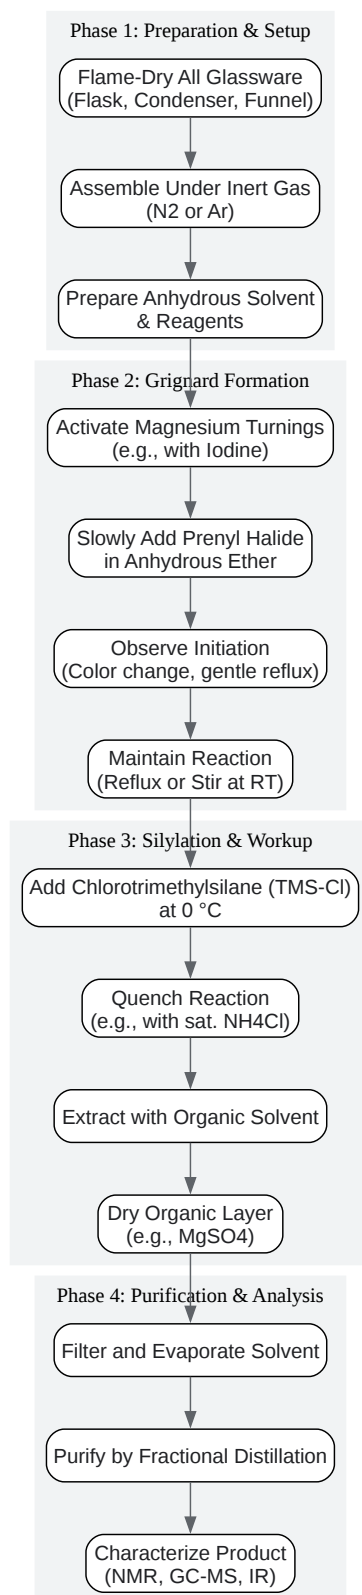 Phase 1: Preparation & Setup
Flame-Dry All Glassware
(Flask, Condenser, Funnel)
Assemble Under Inert Gas
(N2 or Ar)
Prepare Anhydrous Solvent
& Reagents
Phase 2: Grignard Formation
Activate Magnesium Turnings
(e.g., with Iodine)
Slowly Add Prenyl Halide
in Anhydrous Ether
Observe Initiation
(Color change, gentle reflux)
Maintain Reaction
(Reflux or Stir at RT)
Phase 3: Silylation & Workup
Add Chlorotrimethylsilane (TMS-Cl)
at 0 °C
Quench Reaction
(e.g., with sat. NH4Cl)
Extract with Organic Solvent
Dry Organic Layer
(e.g., MgSO4)
Phase 4: Purification & Analysis
Filter and Evaporate Solvent
Purify by Fractional Distillation
Characterize Product
(NMR, GC-MS, IR)